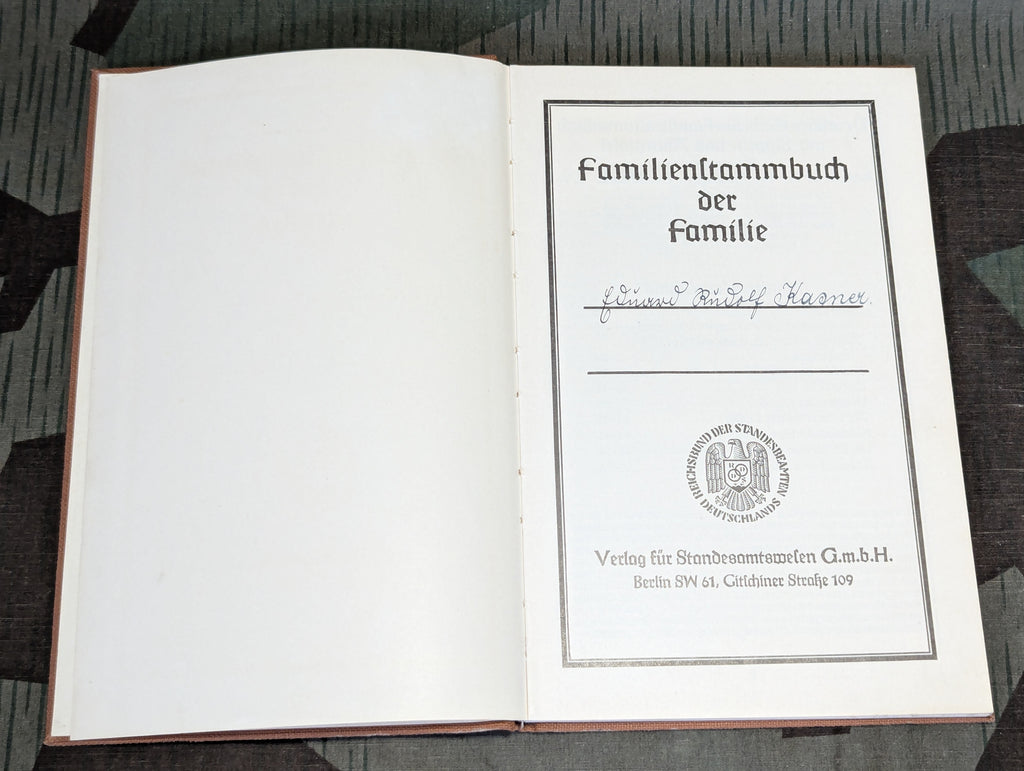 Familienstammbuch
der
Familie
Eduard Rudolf Kasner.
REICHSBUND DER STANDESBEAMTEN DEUTSCHLANDS
Verlag für Standesamtswesen G.m.b.H.
Berlin SW 61, Gitschiner Straße 109